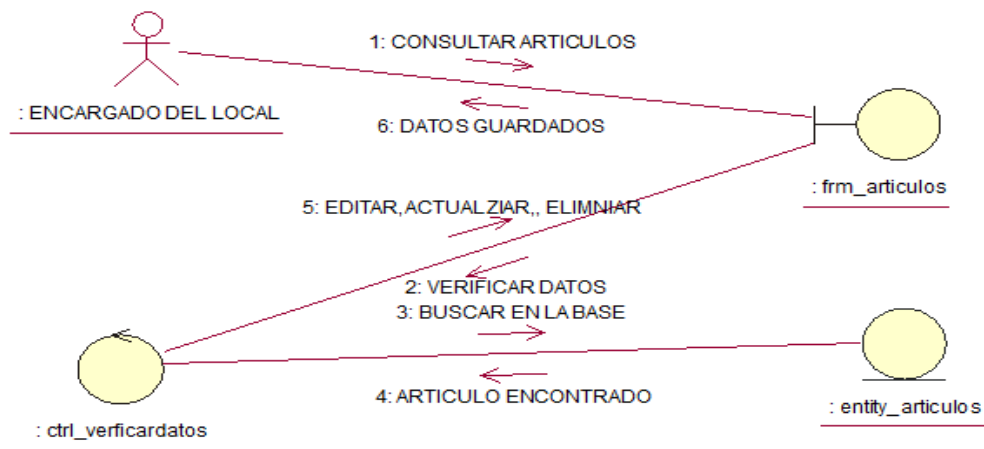 1: CONSULTAR ARTICULOS
: ENCARGADO DEL LOCAL
6: DATOS GUARDADOS
: frm_articulos
5: EDITAR,ACTUALZIAR,, ELIMNIAR
2: VERIFICAR DATOS
3: BUSCAR EN LA BASE
4: ARTICULO ENCONTRADO
: entity_articulos
: ctrl_verficardatos